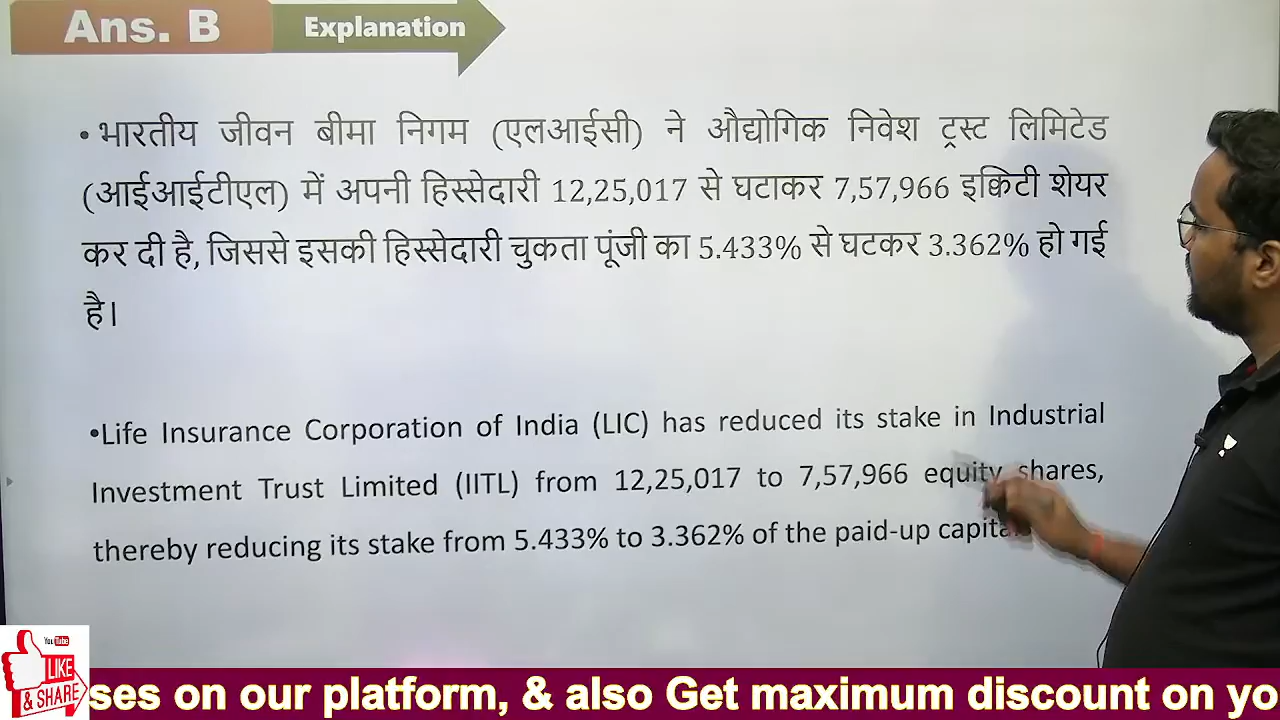 Ans. B
Explanation
• भारतीय जीवन बीमा निगम (एलआईसी) ने औद्योगिक निवेश ट्रस्ट लिमिटेड
(आईआईटीएल) में अपनी हिस्सेदारी 12,25,017 से घटाकर 7,57,966 इक्विटी शेयर
कर दी है, जिससे इसकी हिस्सेदारी चुकता पूंजी का 5.433% से घटकर 3.362% हो गई
है।
•Life Insurance Corporation of India (LIC) has reduced its stake in Industrial
Investment Trust Limited (IITL) from 12,25,017 to 7,57,966 equity shares,
thereby reducing its stake from 5.433% to 3.362% of the paid-up
YouTube
LIKE
& SHARE
on our platform, & also Get maximum discount on